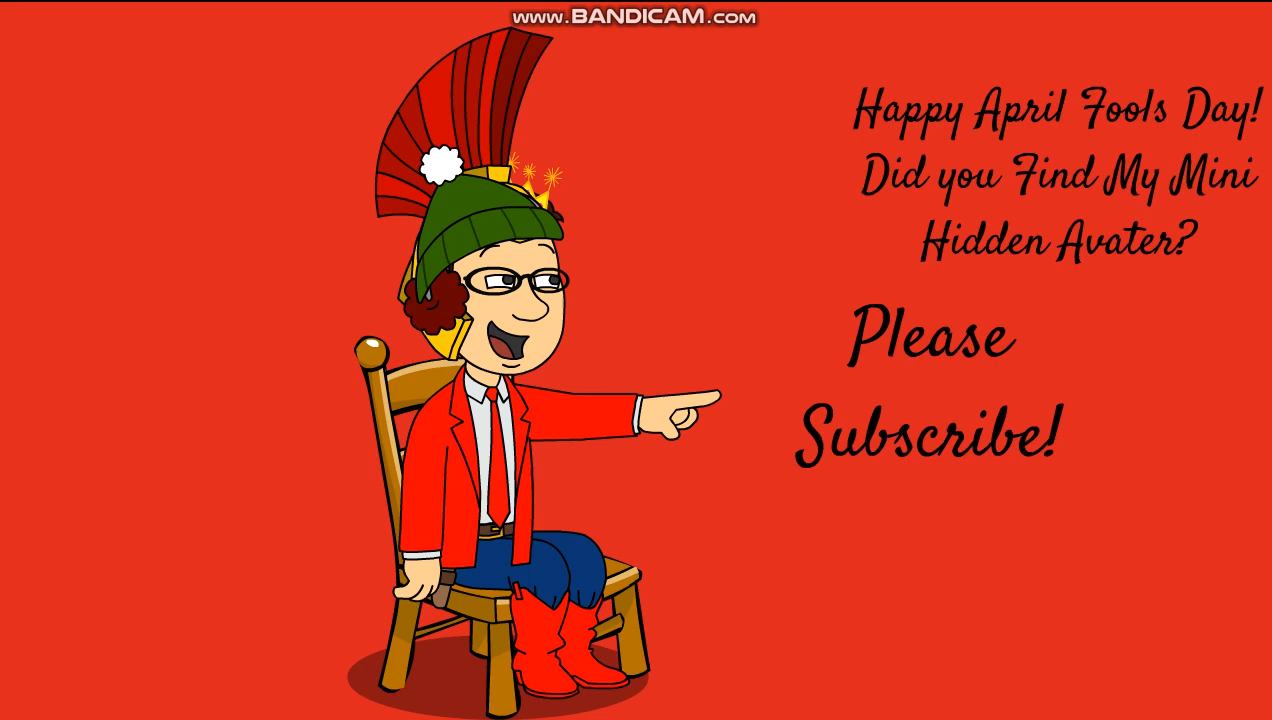 www.BANDICAM.com
Happy April Fools Day!
Did you Find My Mini
Hidden Avater?
Please
Subscribe!